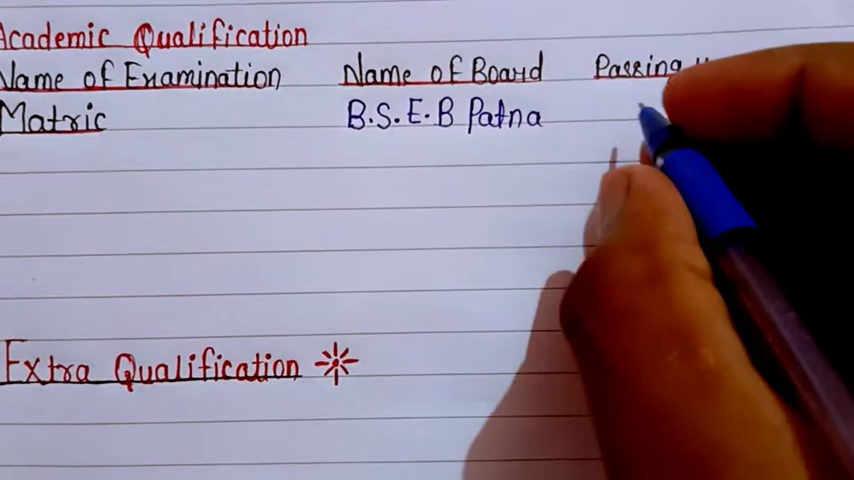 Academic Qualification
Name of Examination Name of Board Passing
Matric B.S.E.B Patna
Extra Qualification